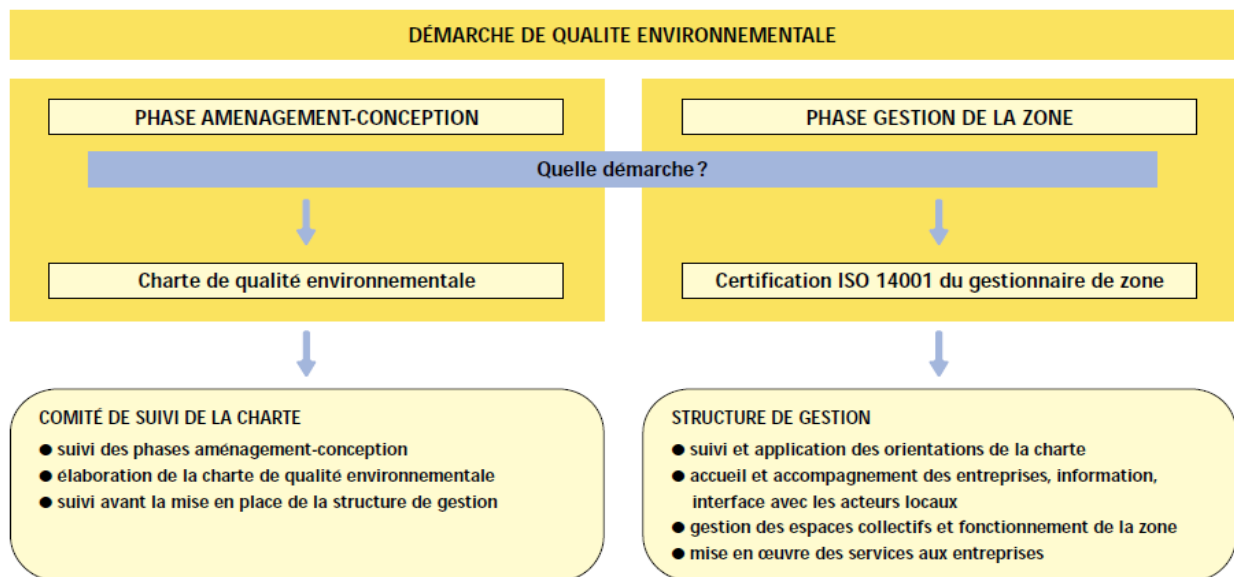 DÉMARCHE DE QUALITE ENVIRONNEMENTALE
PHASE AMENAGEMENT-CONCEPTION
PHASE GESTION DE LA ZONE
Quelle démarche ?
Charte de qualité environnementale
Certification ISO 14001 du gestionnaire de zone
COMITÉ DE SUIVI DE LA CHARTE
● suivi des phases aménagement-conception
● élaboration de la charte de qualité environnementale
● suivi avant la mise en place de la structure de gestion
STRUCTURE DE GESTION
● suivi et application des orientations de la charte
● accueil et accompagnement des entreprises, information,
interface avec les acteurs locaux
● gestion des espaces collectifs et fonctionnement de la zone
● mise en œuvre des services aux entreprises